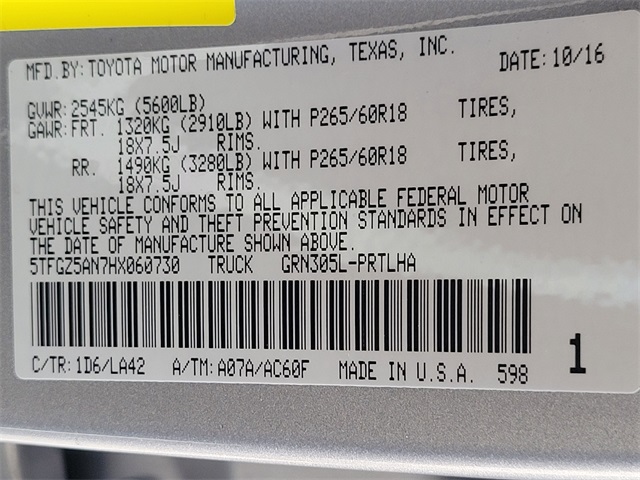 MFD.BY:TOYOTA MOTOR MANUFACTURING, TEXAS, INC. DATE:10/16
GVWR:2545KG (5600LB)
GAWR:FRT. 1320KG (2910LB) WITH P265/60R18 TIRES,
18X7.5J RIMS.
RR. 1490KG (3280LB) WITH P265/60R18 TIRES,
18X7.5J RIMS.
THIS VEHICLE CONFORMS TO ALL APPLICABLE FEDERAL MOTOR
VEHICLE SAFETY AND THEFT PREVENTION STANDARDS IN EFFECT ON
THE DATE OF MANUFACTURE SHOWN ABOVE.
5TFGZ5AN7HX060730 TRUCK GRN305L-PRTLHA
1
C/TR:1D6/LA42 A/TM:A07A/AC60F MADE IN U.S.A. 598